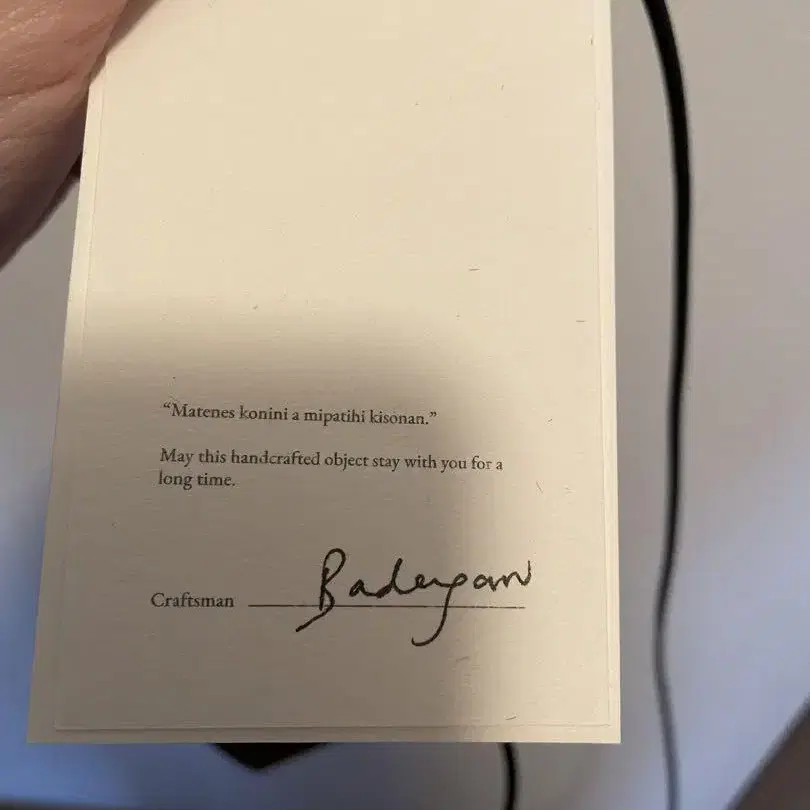 “Matenes konini a mipatihi kisonan.”
May this handcrafted object stay with you for a
long time.
Craftsman